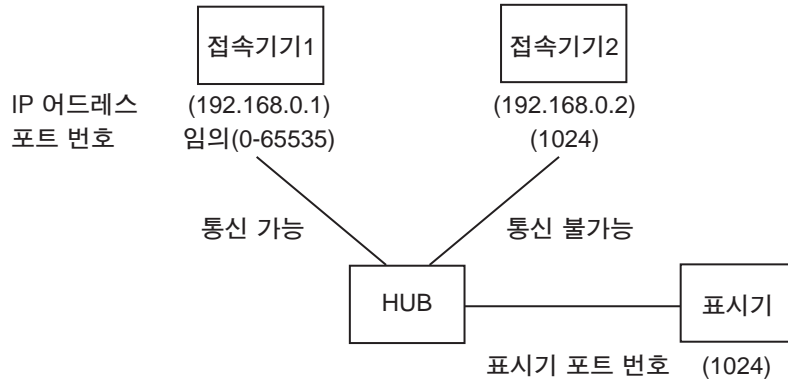 접속기기1
접속기기2
IP 어드레스
(192.168.0.1)
(192.168.0.2)
포트 번호
임의(0-65535)
(1024)
통신 가능
통신 불가능
HUB
표시기
표시기 포트 번호
(1024)